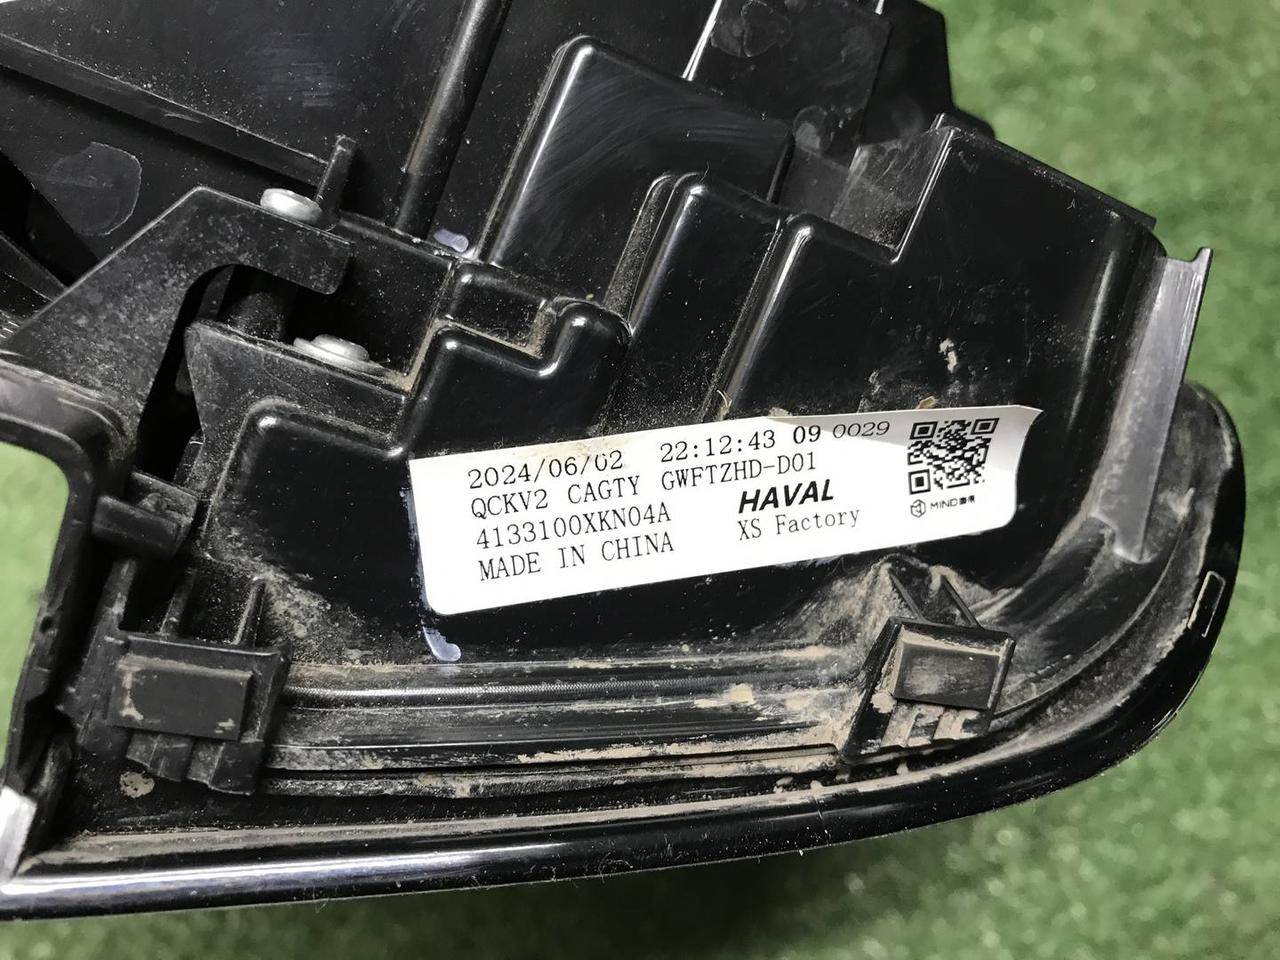 2024/06/02 22:12:43 09 0029
QCKV2 CAGTY GWFTZHD-D01
4133100XKN04A HAVAL
MADE IN CHINA XS Factory
MIND